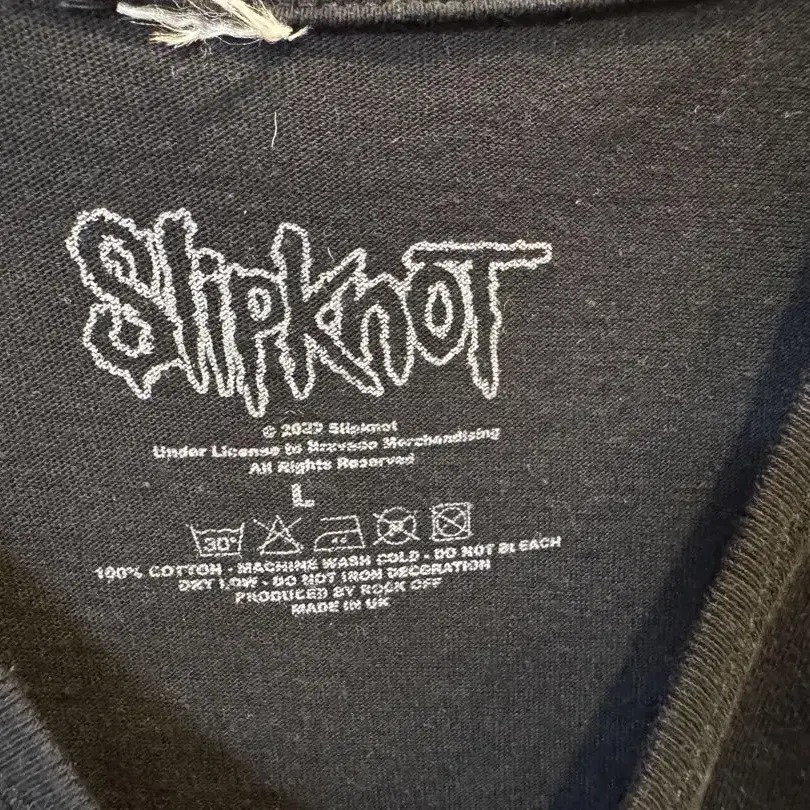 Slipknot
© 2022 Slipknot
Under License to Bravado Merchandising
All Rights Reserved
L
30°
100% COTTON - MACHINE WASH COLD - DO NOT BLEACH
DRY LOW - DO NOT IRON DECORATION
PRODUCED BY ROCK OFF
MADE IN UK